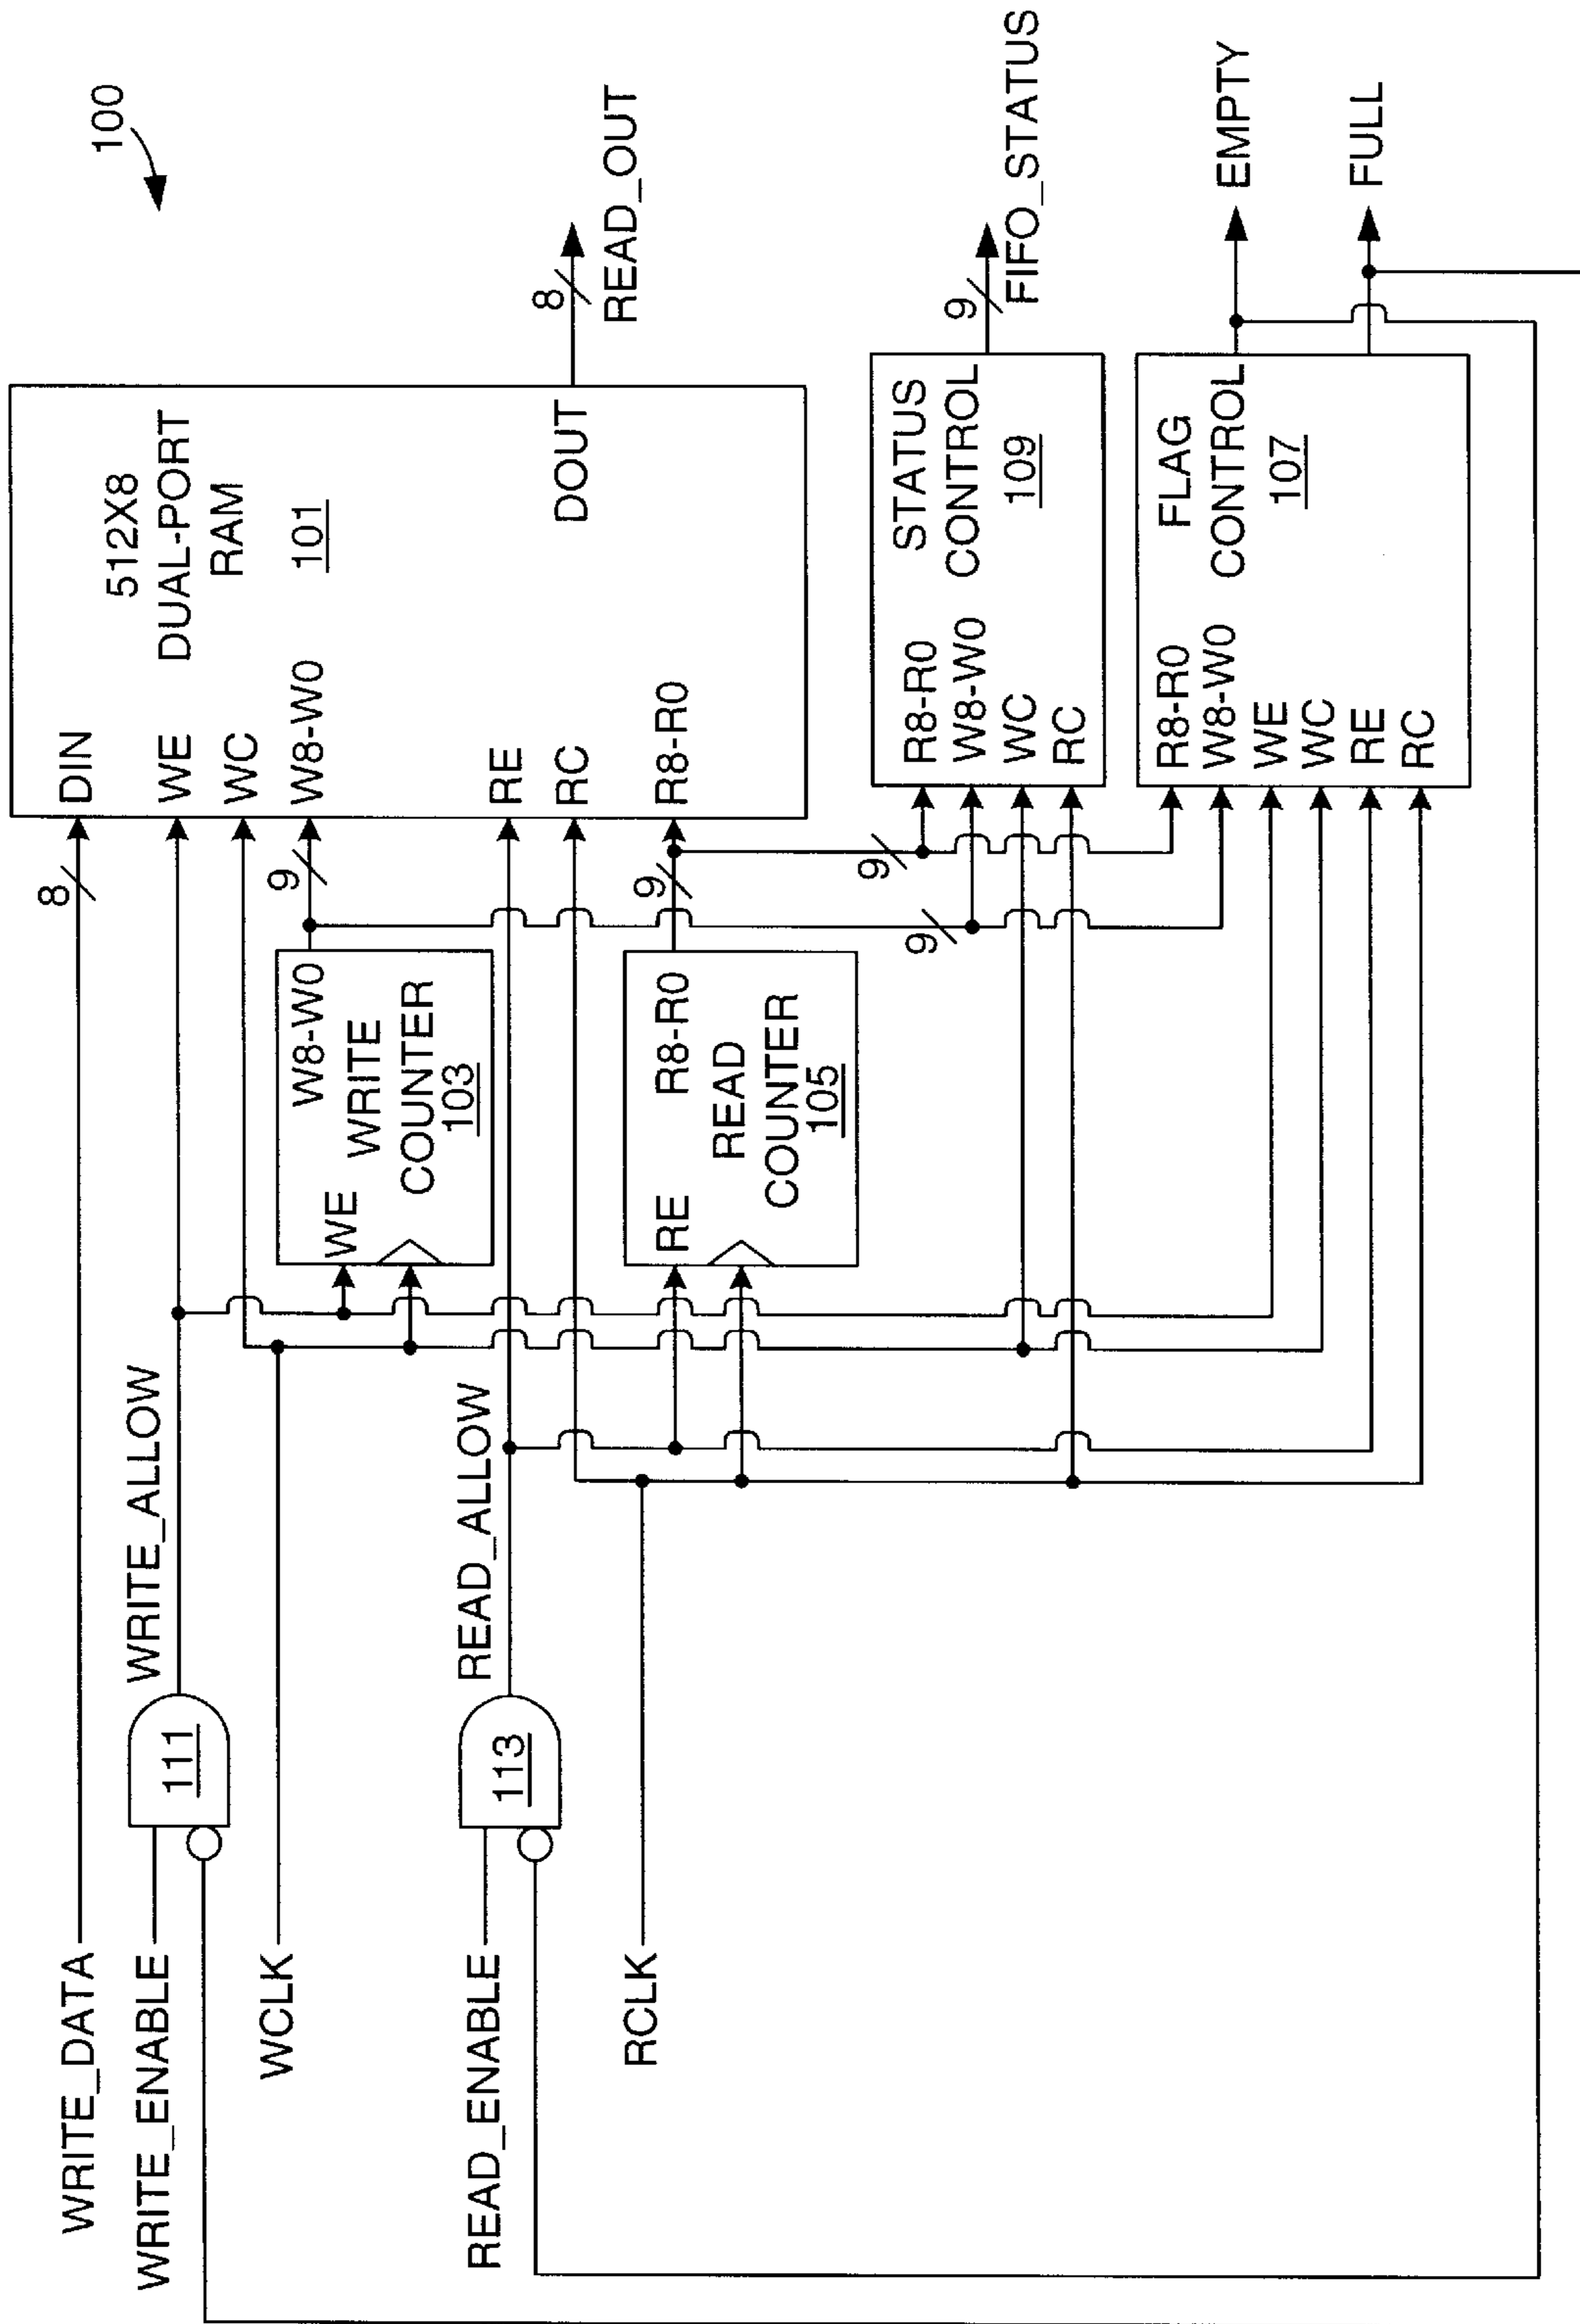 100
WRITE_DATA
8
DIN
WRITE_ENABLE
111
WRITE_ALLOW
WE
WCLK
WC
9
W8-W0
512X8
DUAL-PORT
RAM
101
W8-W0
WE
WRITE
COUNTER
103
READ_ENABLE
113
READ_ALLOW
RE
RC
DOUT
8
READ_OUT
RCLK
RE
R8-R0
READ
COUNTER
105
9
R8-R0
9
9
R8-R0
W8-W0
WC
RC
STATUS
CONTROL
109
9
FIFO_STATUS
R8-R0
W8-W0
WE
WC
RE
RC
FLAG
CONTROL
107
EMPTY
FULL